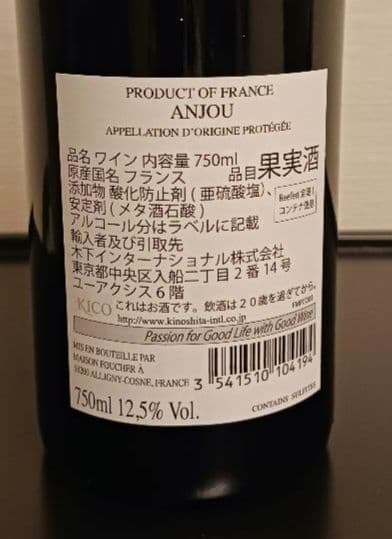 PRODUCT OF FRANCE
ANJOU
APPELLATION D'ORIGINE PROTÉGÉE
品名 ワイン 内容量 750ml
原産国名 フランス 品目 果実酒
添加物 酸化防止剤(亜硫酸塩)、
安定剤(メタ酒石酸)
Reefer
コンテナ使用
アルコール分はラベルに記載
輸入者及び引取先
木下インターナショナル株式会社
東京都中央区入船二丁目2番14号
ユーアクシス6階
KICO これはお酒です。飲酒は20歳を過ぎてから。
http://www.kinoshita-intl.co.jp
Passion for Good Life with Good Wine
MIS EN BOUTEILLE PAR
MAISON FOUCHER À
ALLIGNY-COSNE, FRANCE
3 541510 104194
750ml 12,5% Vol.
CONTAINS SULFITES